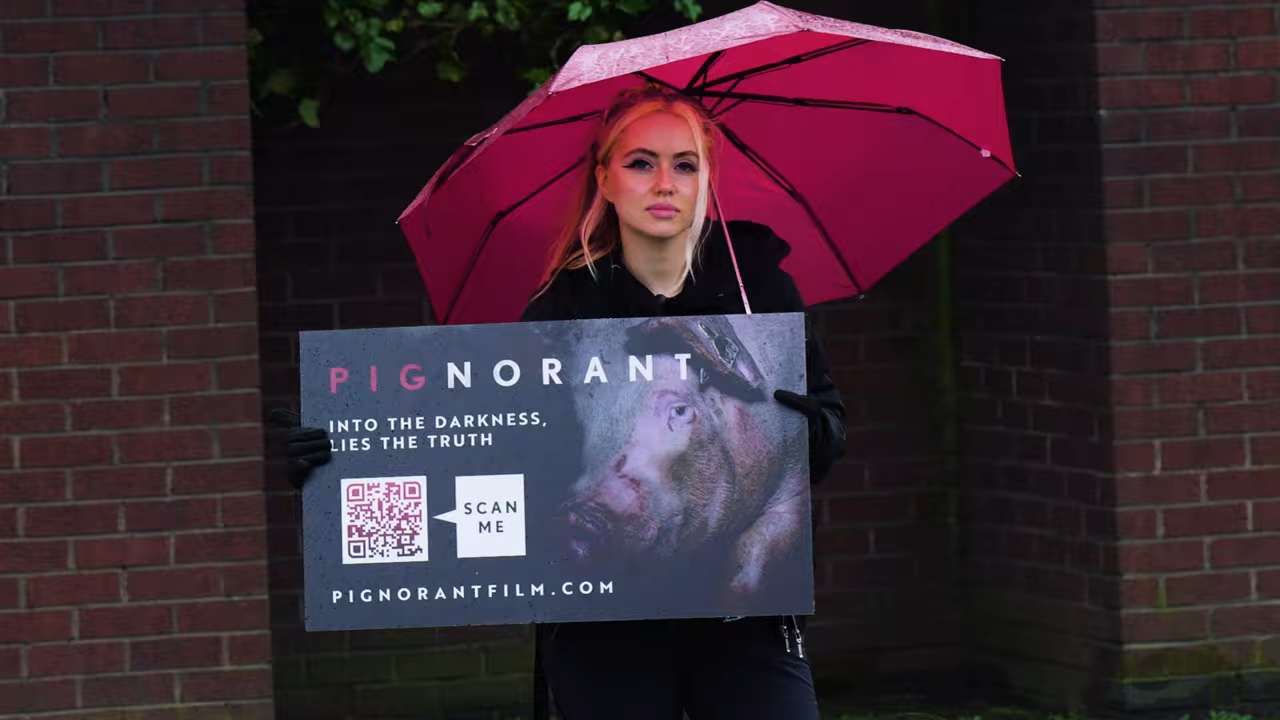 PIGNORANT
INTO THE DARKNESS,
LIES THE TRUTH
SCAN
ME
PIGNORANTFILM.COM